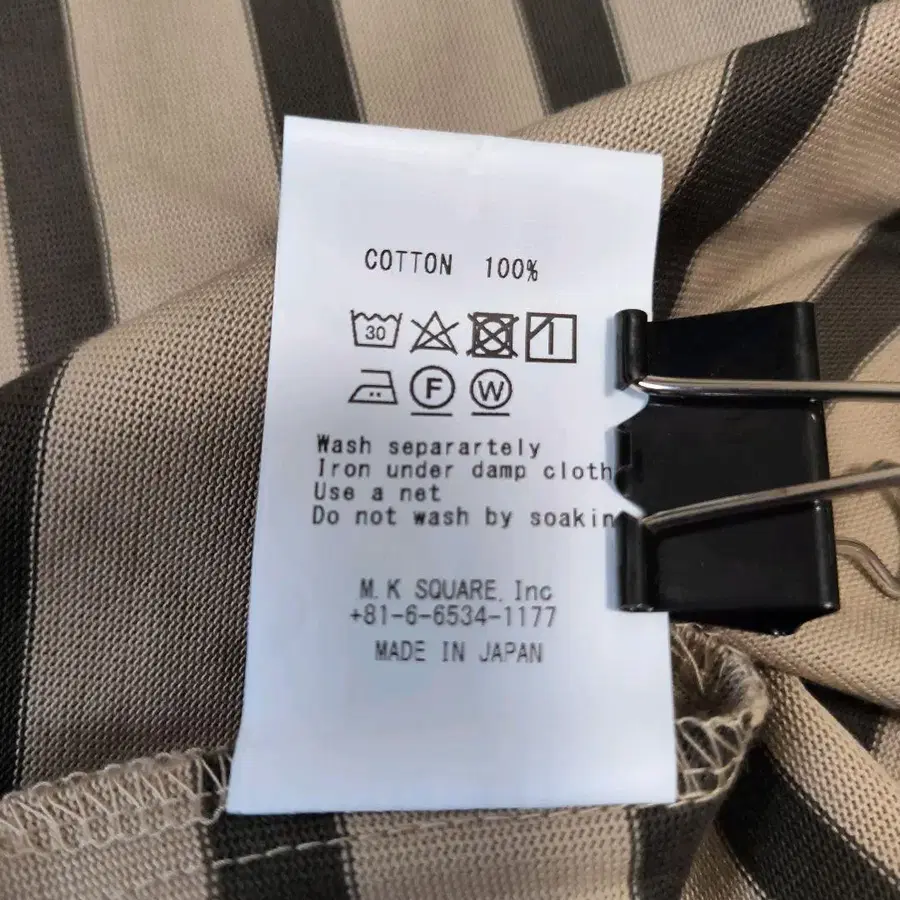 COTTON 100%
30
F W
Wash separartely
Iron under damp cloth
Use a net
Do not wash by soakin
M.K SQUARE, Inc
+81-6-6534-1177
MADE IN JAPAN